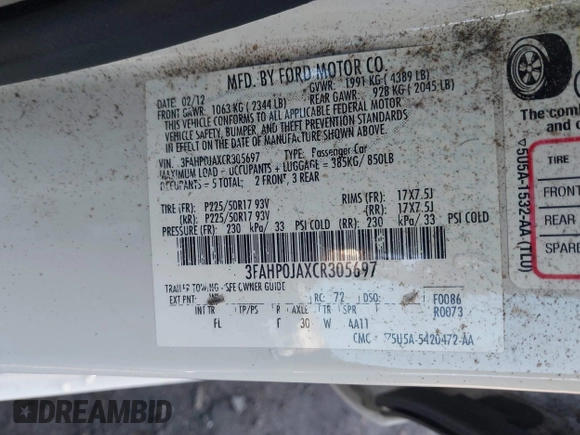 MFD. BY FORD MOTOR CO.
DATE: 02/12
GVWR: 1991 KG ( 4389 LB)
FRONT GAWR: 1063 KG ( 2344 LB)
REAR GAWR: 928 KG ( 2045 LB)
THIS VEHICLE CONFORMS TO ALL APPLICABLE FEDERAL MOTOR
VEHICLE SAFETY, BUMPER, AND THEFT PREVENTION STANDARDS
IN EFFECT ON THE DATE OF MANUFACTURE SHOWN ABOVE.
VIN: 3FAHP0JAXCR305697 TYPE: Passenger Car
MAXIMUM LOAD = OCCUPANTS + LUGGAGE = 385KG/ 850LB
OCCUPANTS = 5 TOTAL: 2 FRONT, 3 REAR
TIRE (FR): P225/50R17 93V RIMS (FR): 17X7.5J
(RR): P225/50R17 93V (RR): 17X7.5J
PRESSURE (FR): 230 kPa/ 33 PSI COLD (RR): 230 kPa/ 33 PSI COLD
3FAHP0JAXCR305697
TRAILER TOWING - SEE OWNER GUIDE
EXT PNT: RC: 72 DSO: F0086
R0073
INT TR TP/PS R AXLE TR SPR
FL F 30 W 4A11
CMC 75U5A-5420472-AA
The comb
and c
▽5U5A-1532-AA (TL0)
TIRE
FRONT
REAR
SPARE
DREAMBID